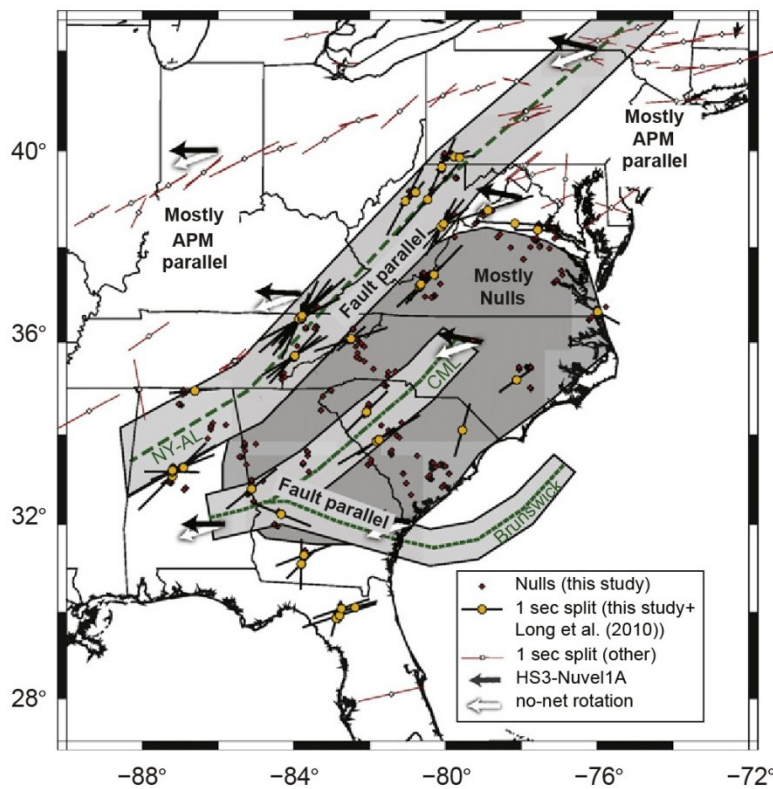 40°
36°
32°
28°
−88°
−84°
−80°
−76°
−72°
Mostly
APM
parallel
Mostly
APM
parallel
Fault parallel
Mostly
Nulls
CML
NY-AL
Fault parallel
Brunswick
Nulls (this study)
1 sec split (this study+
Long et al. (2010))
1 sec split (other)
HS3-Nuvel1A
no-net rotation